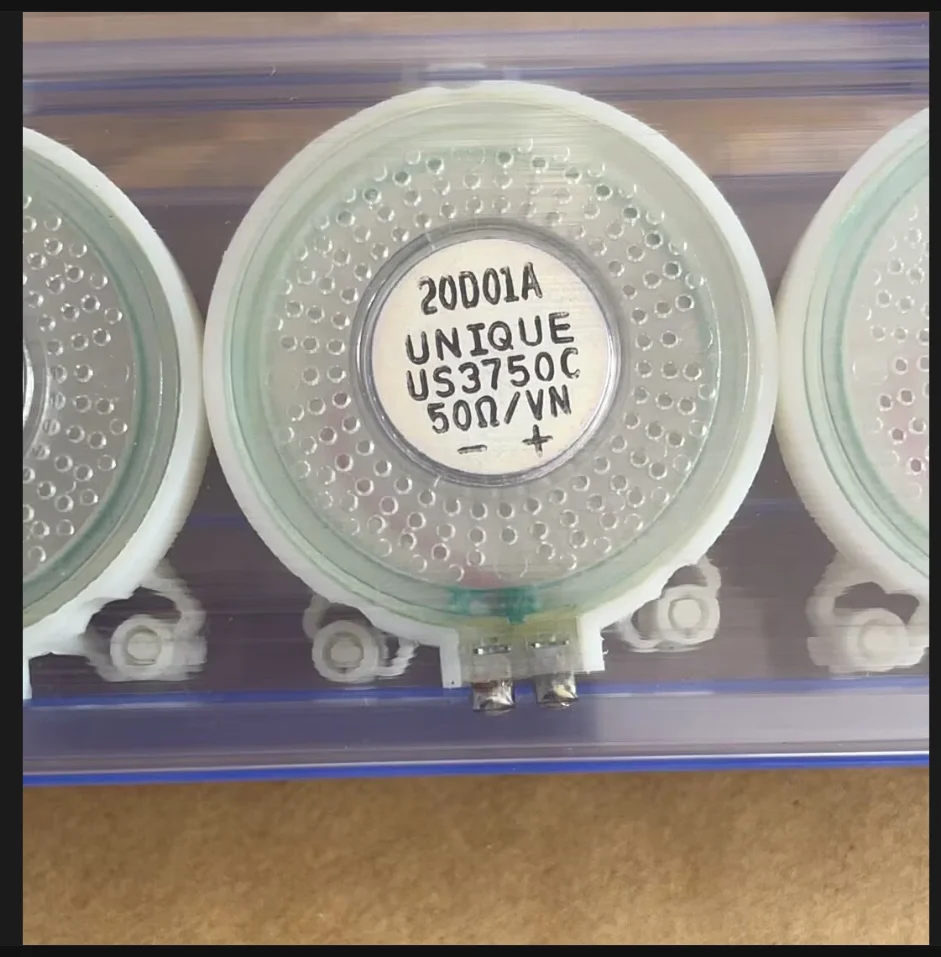 20D01A
UNIQUE
US3750C
50Ω/VN
- +